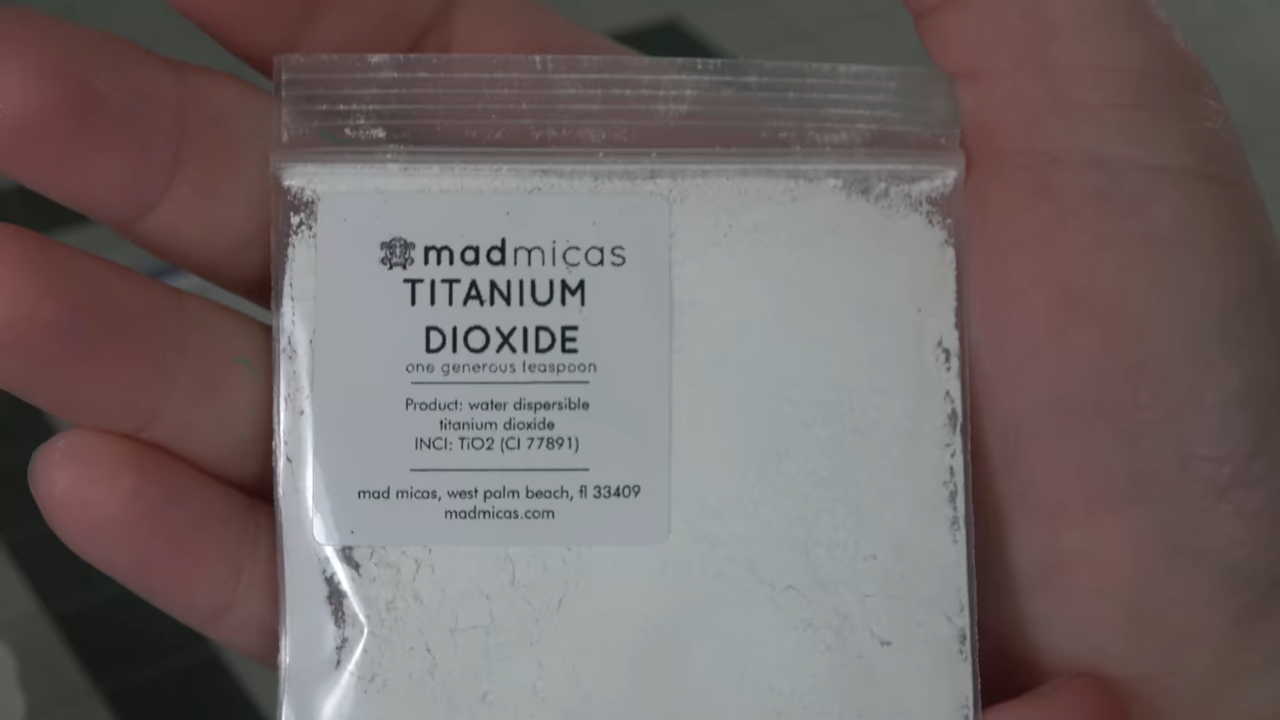 madmicas
TITANIUM
DIOXIDE
one generous teaspoon
Product: water dispersible
titanium dioxide
INCI: TiO2 (CI 77891)
mad micas, west palm beach, fl 33409
madmicas.com